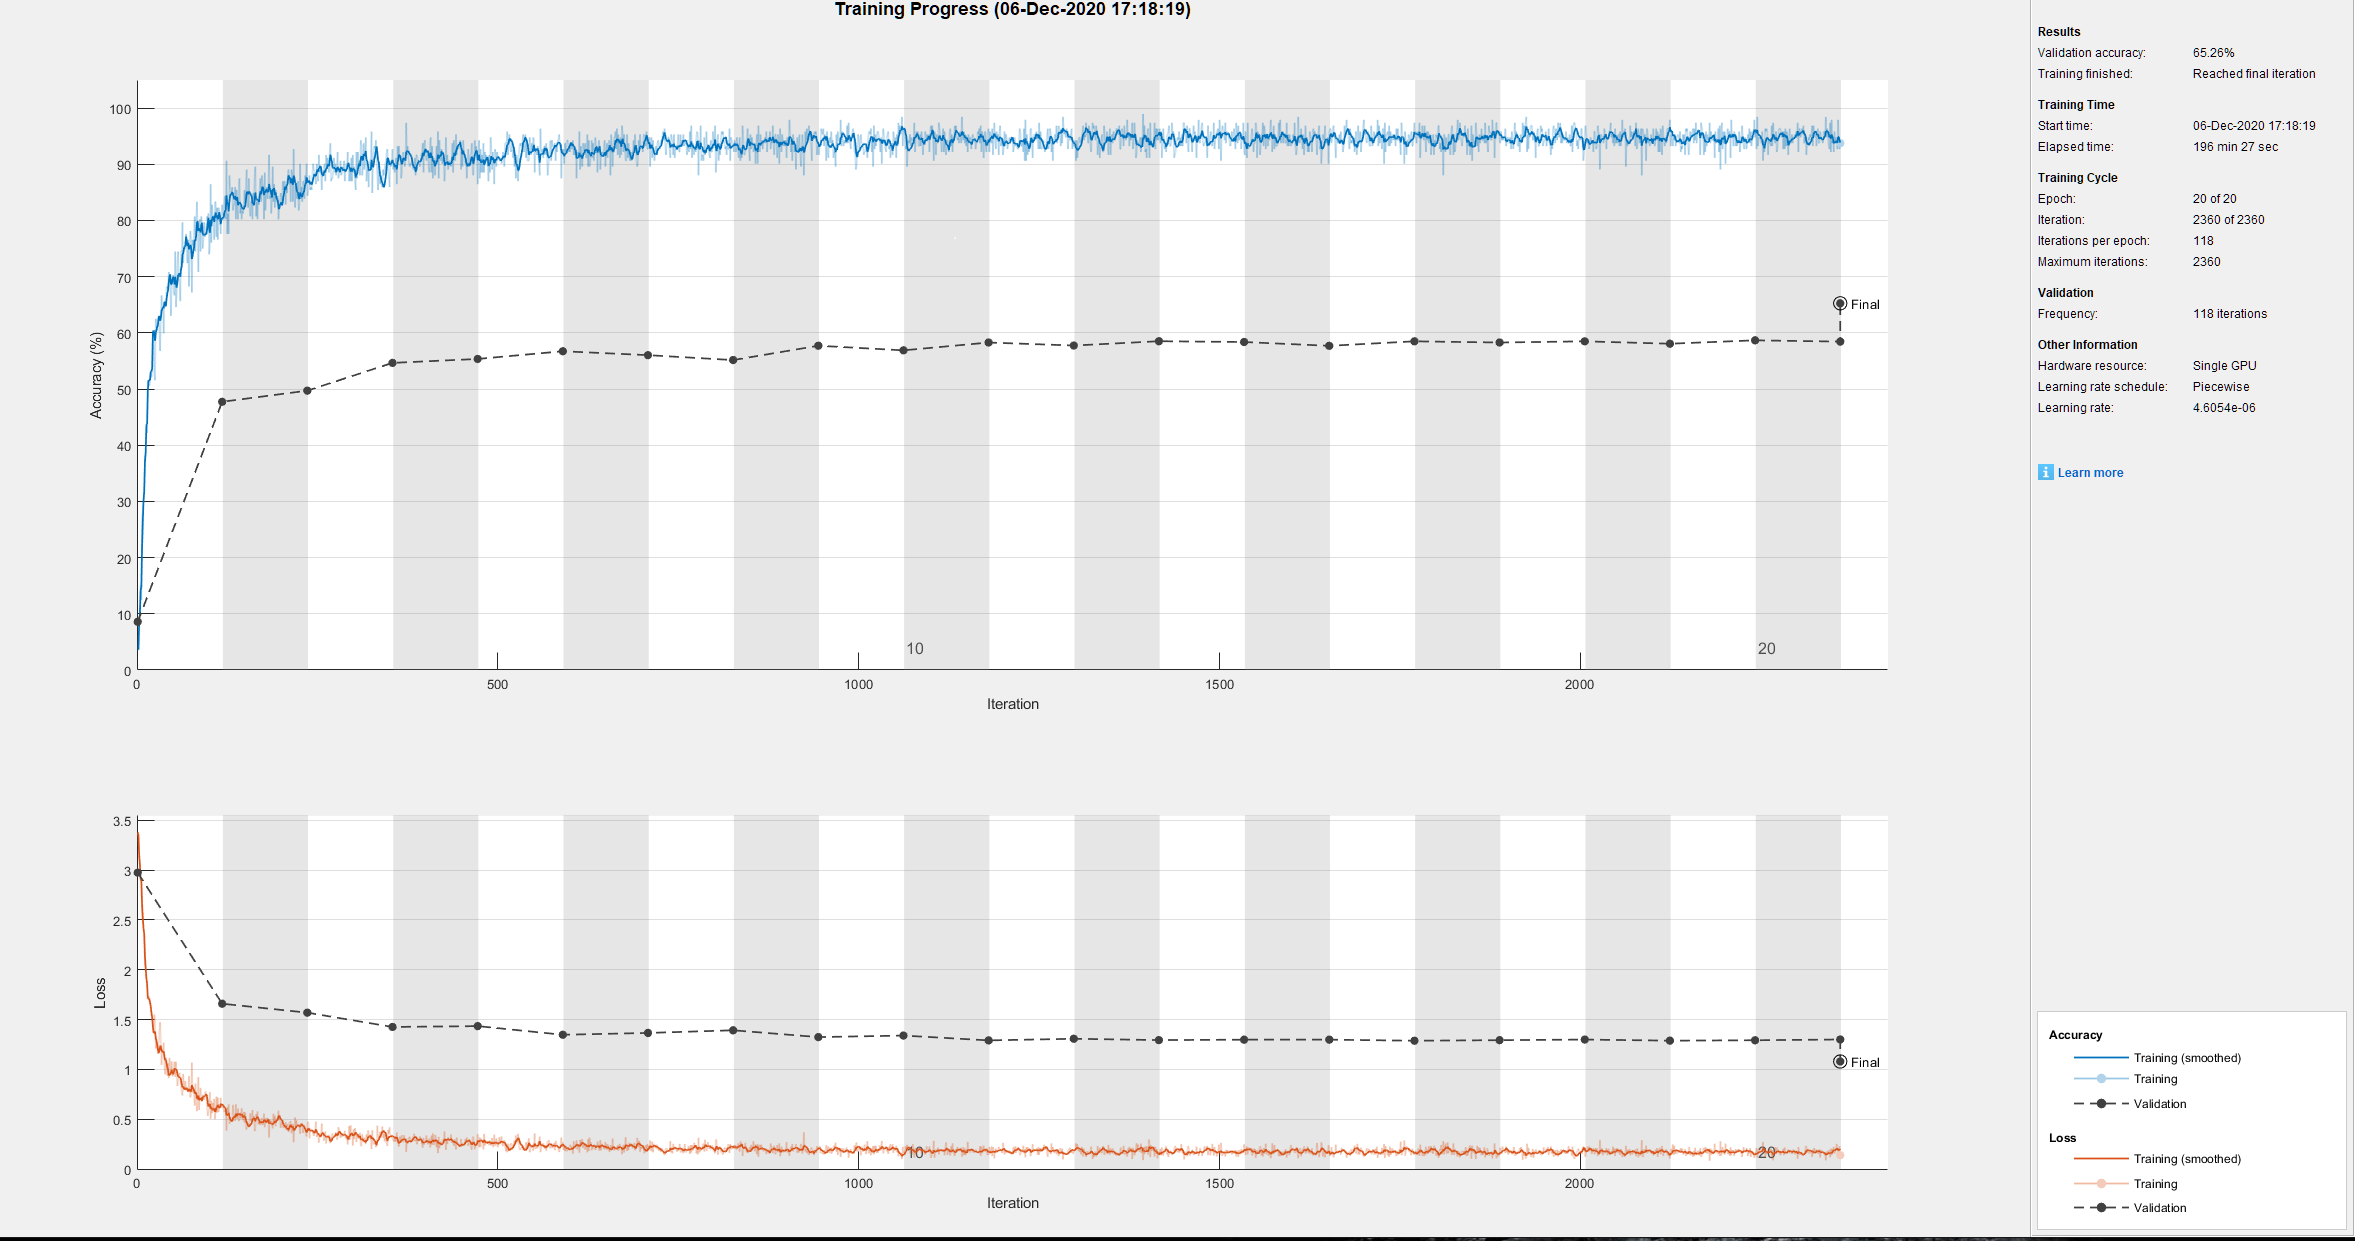 Training Progress (06-Dec-2020 17:18:19)
100
90
80
70
60
50
40
30
20
10
0
Accuracy (%)
Final
10
20
0
500
1000
1500
2000
Iteration
3.5
3
2.5
2
1.5
1
0.5
0
Loss
Final
10
20
0
500
1000
1500
2000
Iteration
Results
Validation accuracy: 65.26%
Training finished: Reached final iteration
Training Time
Start time: 06-Dec-2020 17:18:19
Elapsed time: 196 min 27 sec
Training Cycle
Epoch: 20 of 20
Iteration: 2360 of 2360
Iterations per epoch: 118
Maximum iterations: 2360
Validation
Frequency: 118 iterations
Other Information
Hardware resource: Single GPU
Learning rate schedule: Piecewise
Learning rate: 4.6054e-06
i Learn more
Accuracy
Training (smoothed)
Training
Validation
Loss
Training (smoothed)
Training
Validation